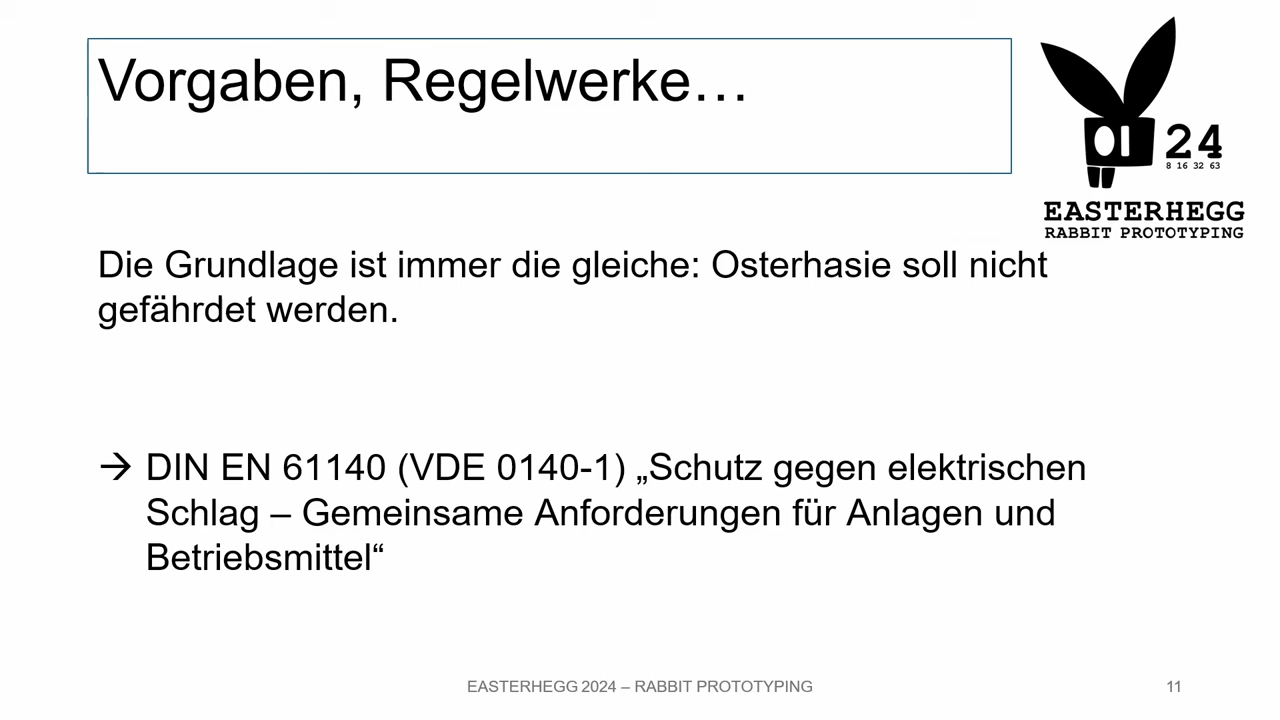 Vorgaben, Regelwerke…
24
8 16 32 63
EASTERHEGG
RABBIT PROTOTYPING
Die Grundlage ist immer die gleiche: Osterhasie soll nicht
gefährdet werden.
→ DIN EN 61140 (VDE 0140-1) „Schutz gegen elektrischen
Schlag – Gemeinsame Anforderungen für Anlagen und
Betriebsmittel“
EASTERHEGG 2024 – RABBIT PROTOTYPING
11